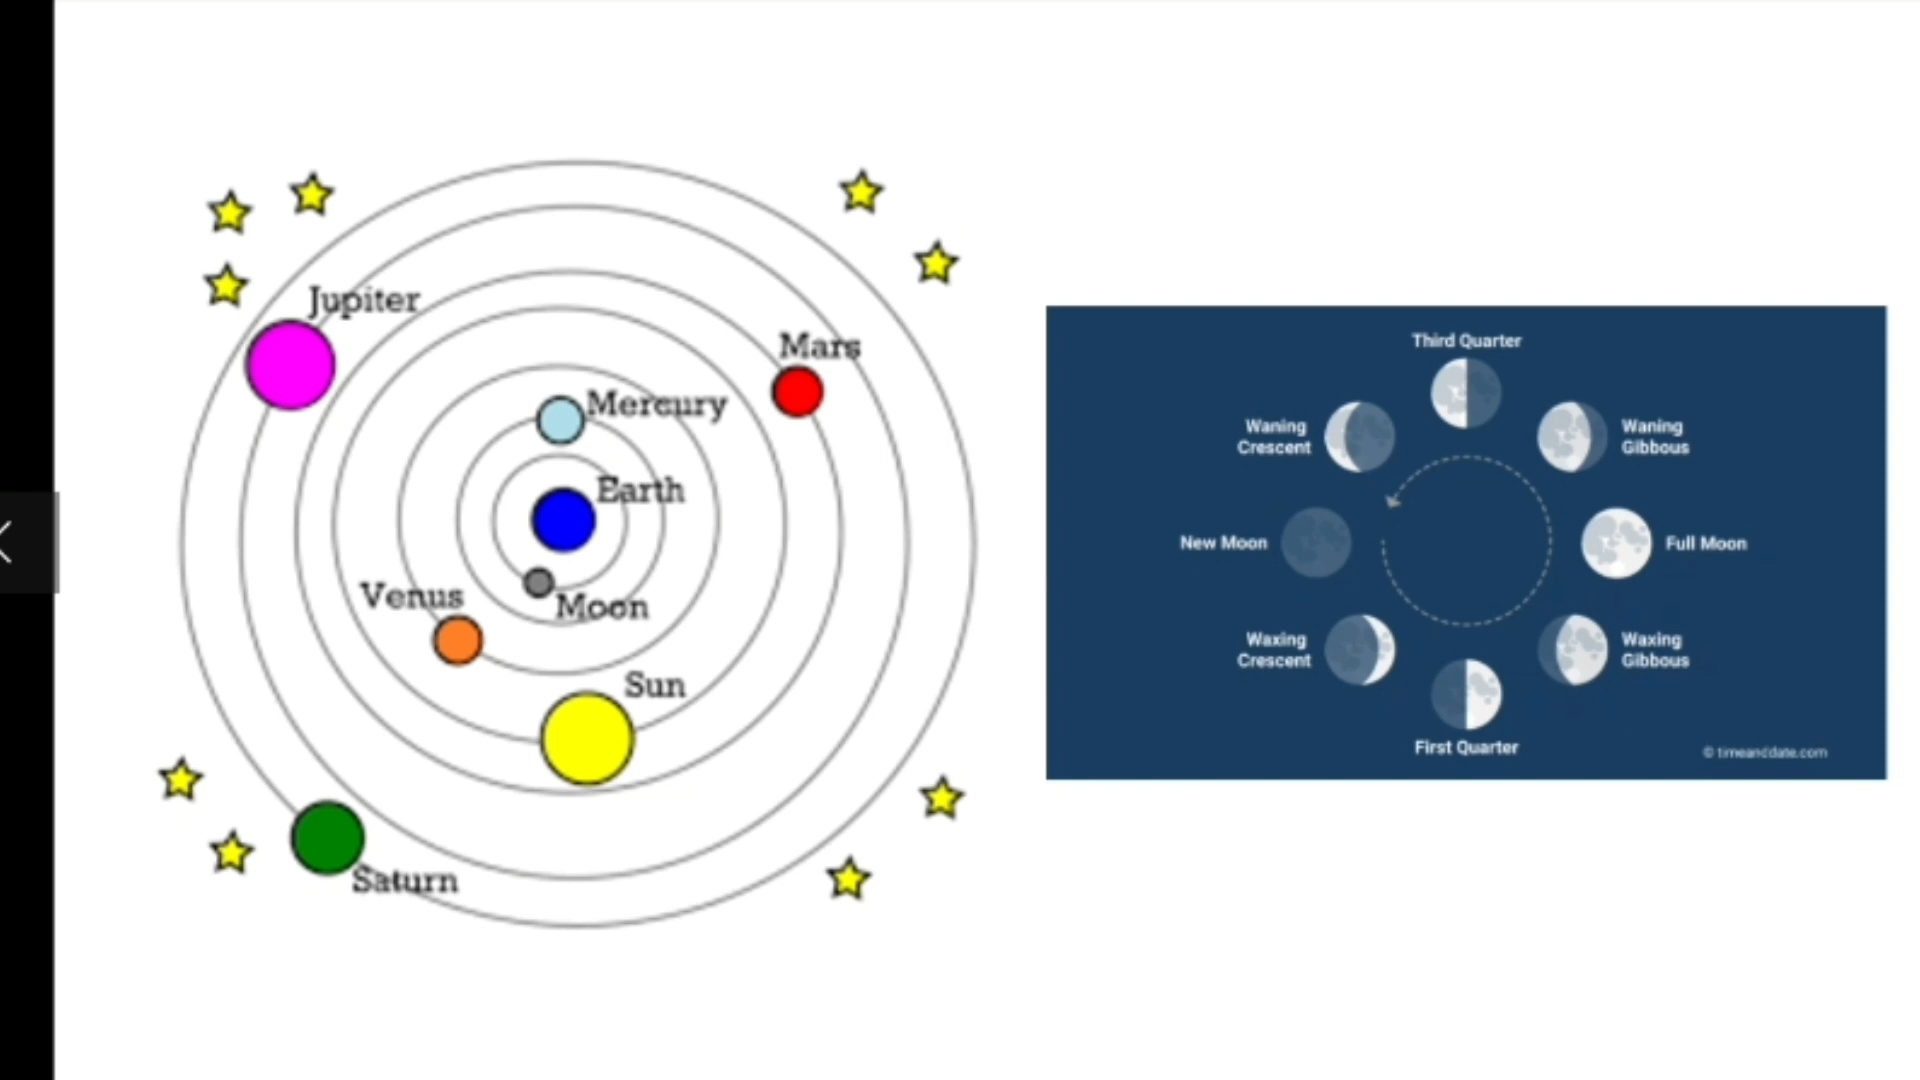 Jupiter
Mars
Mercury
Earth
Venus
Moon
Sun
Saturn
Third Quarter
Waning
Crescent
Waning
Gibbous
New Moon
Full Moon
Waxing
Crescent
Waxing
Gibbous
First Quarter
© timeanddate.com